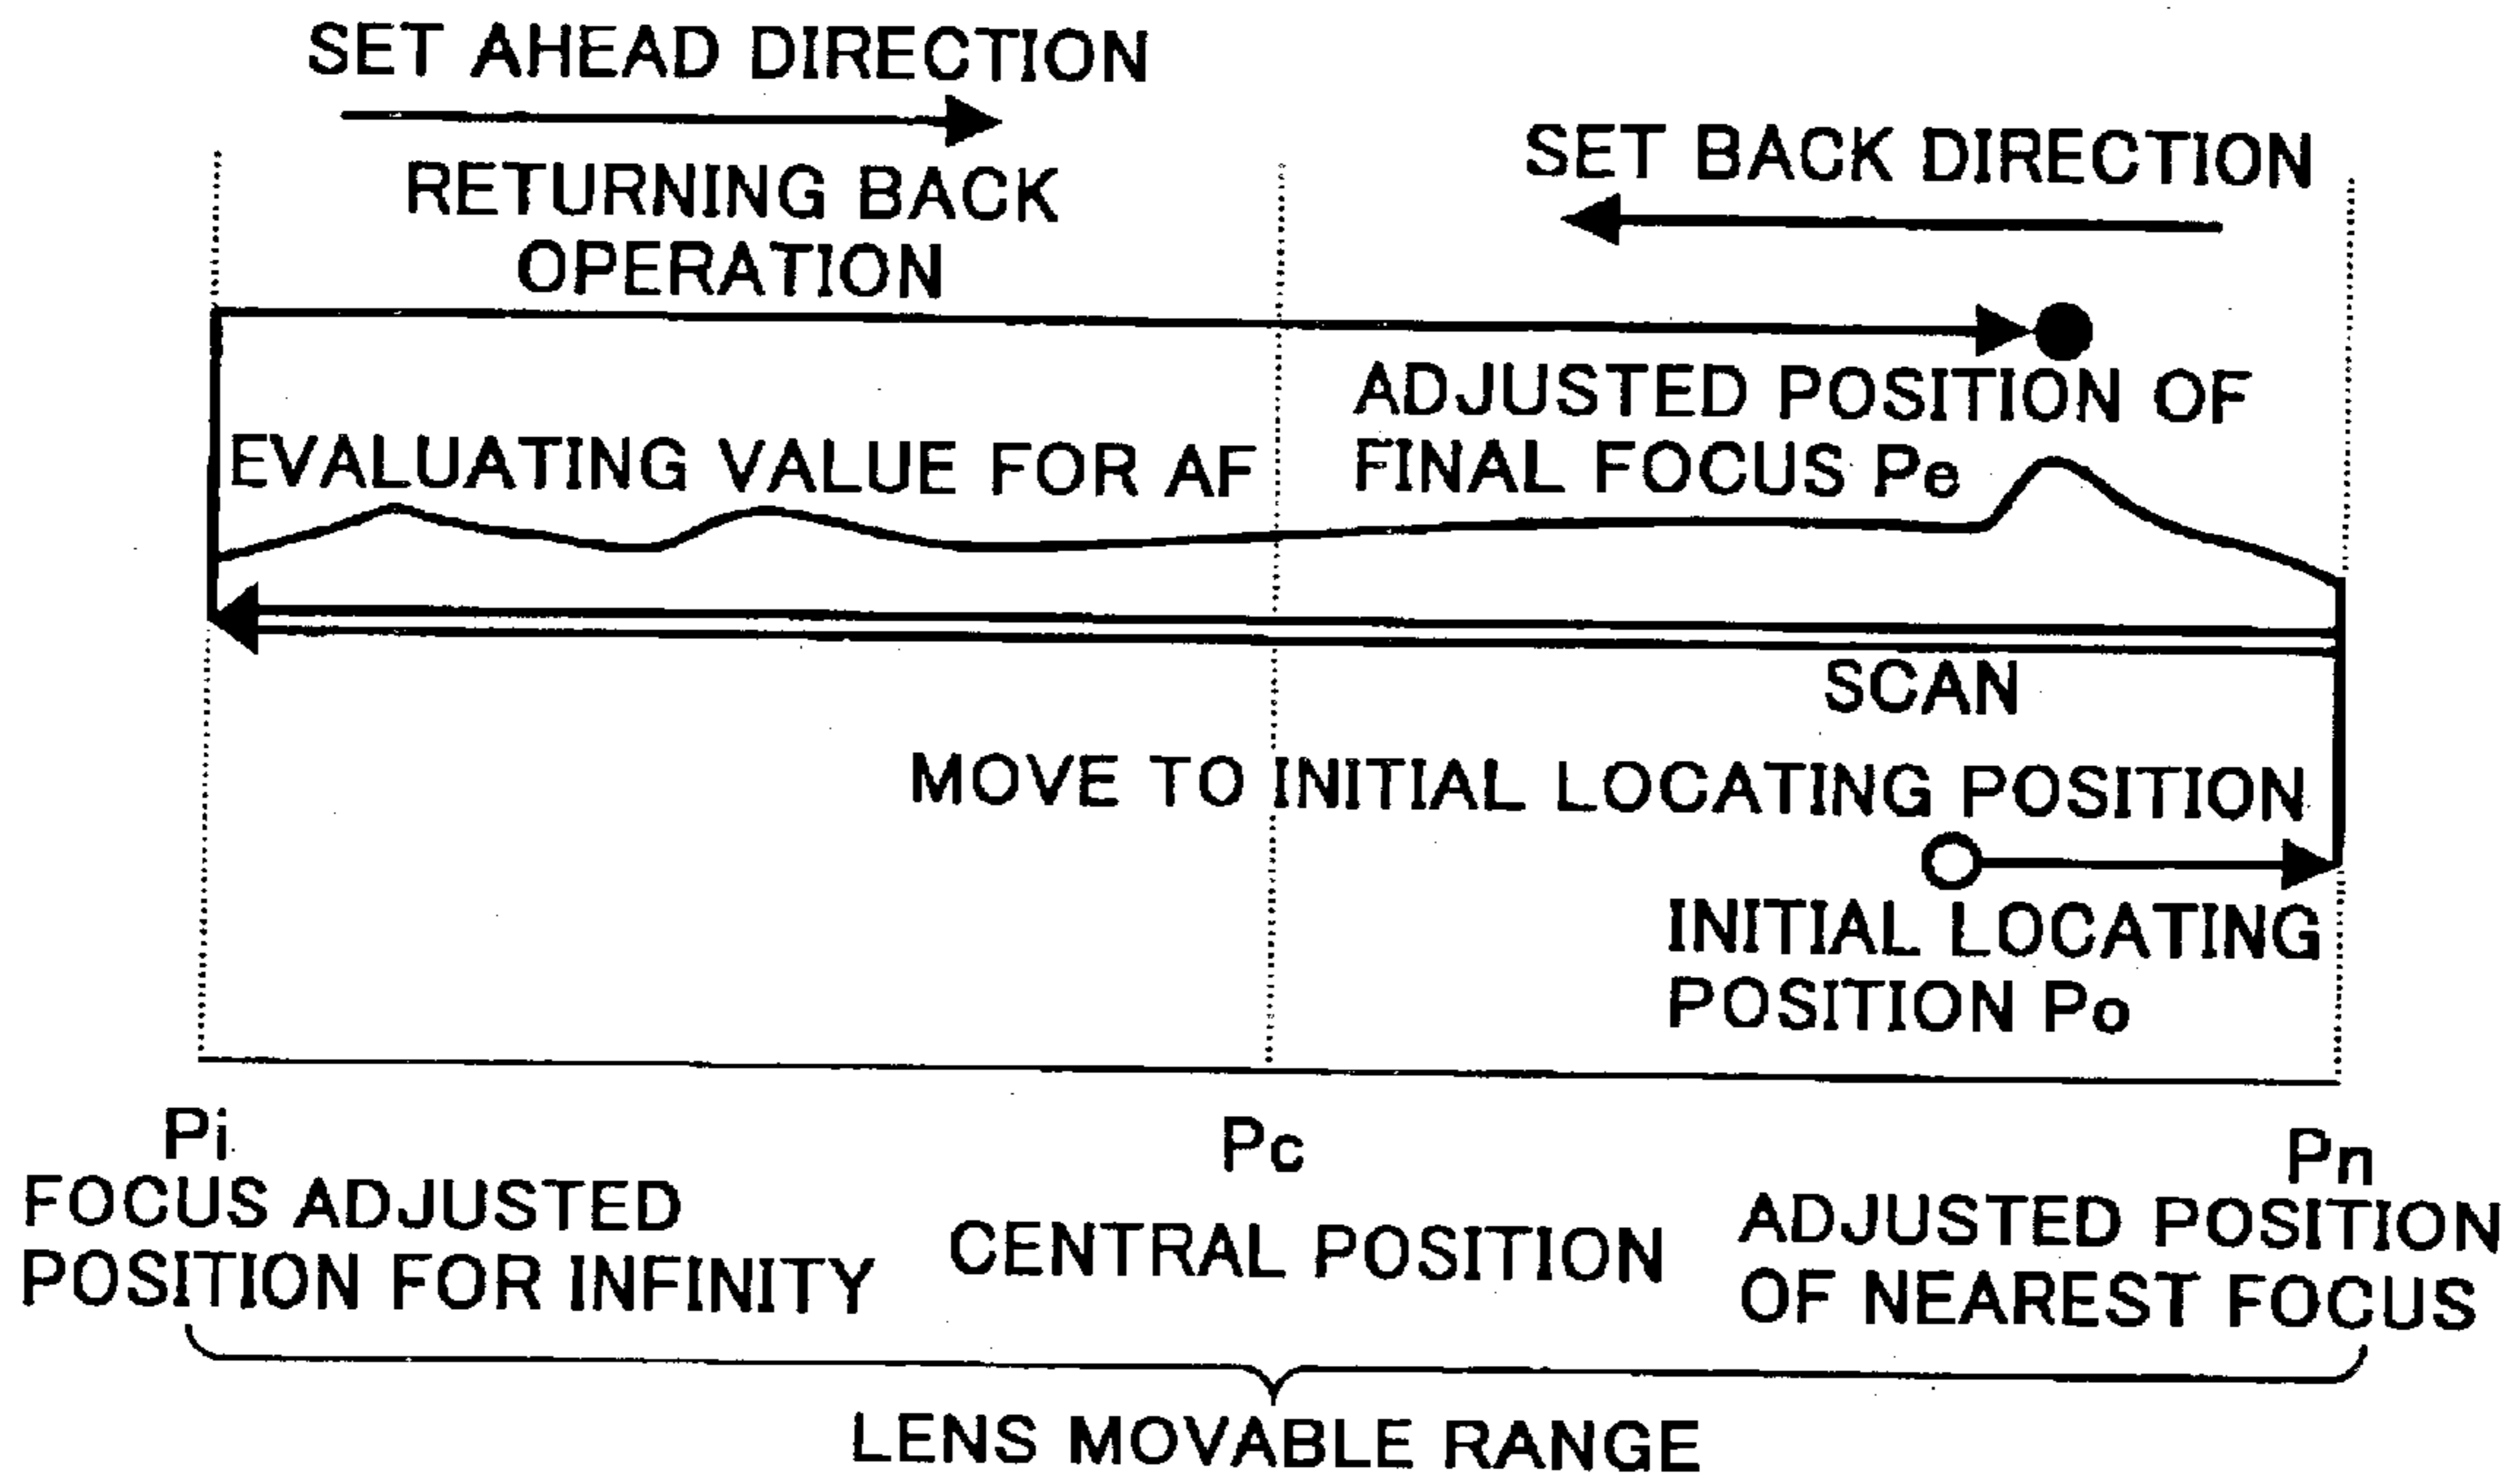 SET AHEAD DIRECTION
SET BACK DIRECTION
RETURNING BACK
OPERATION
ADJUSTED POSITION OF
FINAL FOCUS Pe
EVALUATING VALUE FOR AF
SCAN
MOVE TO INITIAL LOCATING POSITION
INITIAL LOCATING
POSITION Po
Pi
FOCUS ADJUSTED
POSITION FOR INFINITY
Pc
CENTRAL POSITION
Pn
ADJUSTED POSITION
OF NEAREST FOCUS
LENS MOVABLE RANGE